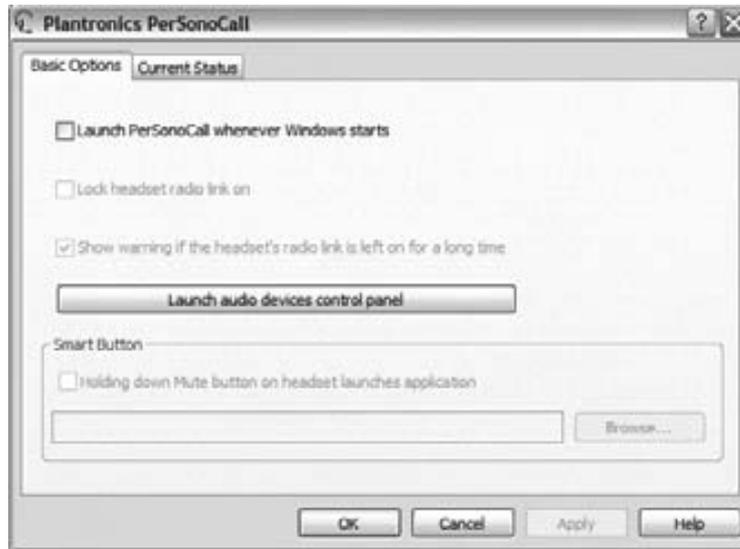 Plantronics PerSonoCall
Basic Options Current Status
Launch PerSonoCall whenever Windows starts
Lock headset radio link on
Show warning if the headset's radio link is left on for a long time
Launch audio devices control panel
Smart Button
Holding down Mute button on headset launches application
Browse...
OK Cancel Apply Help